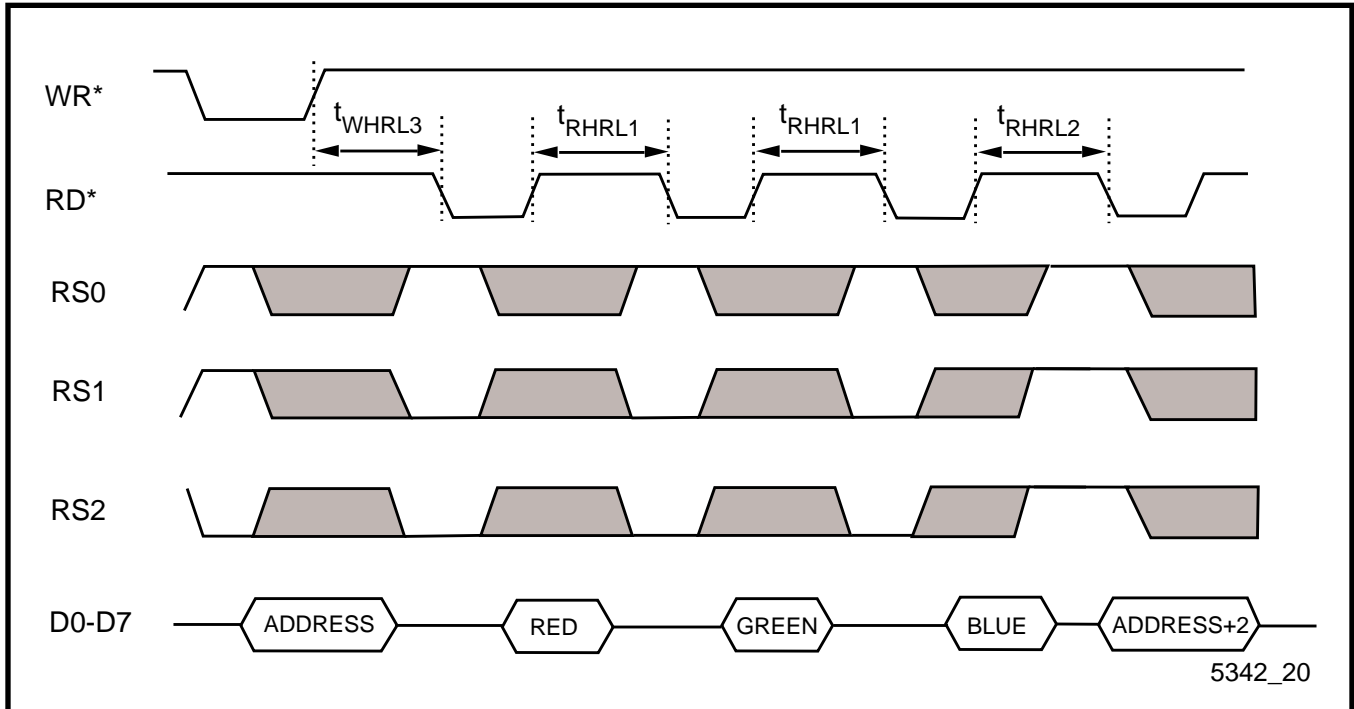 WR*
tWHRL3
tRHRL1
tRHRL1
tRHRL2
RD*
RS0
RS1
RS2
D0-D7
ADDRESS
RED
GREEN
BLUE
ADDRESS+2
5342_20